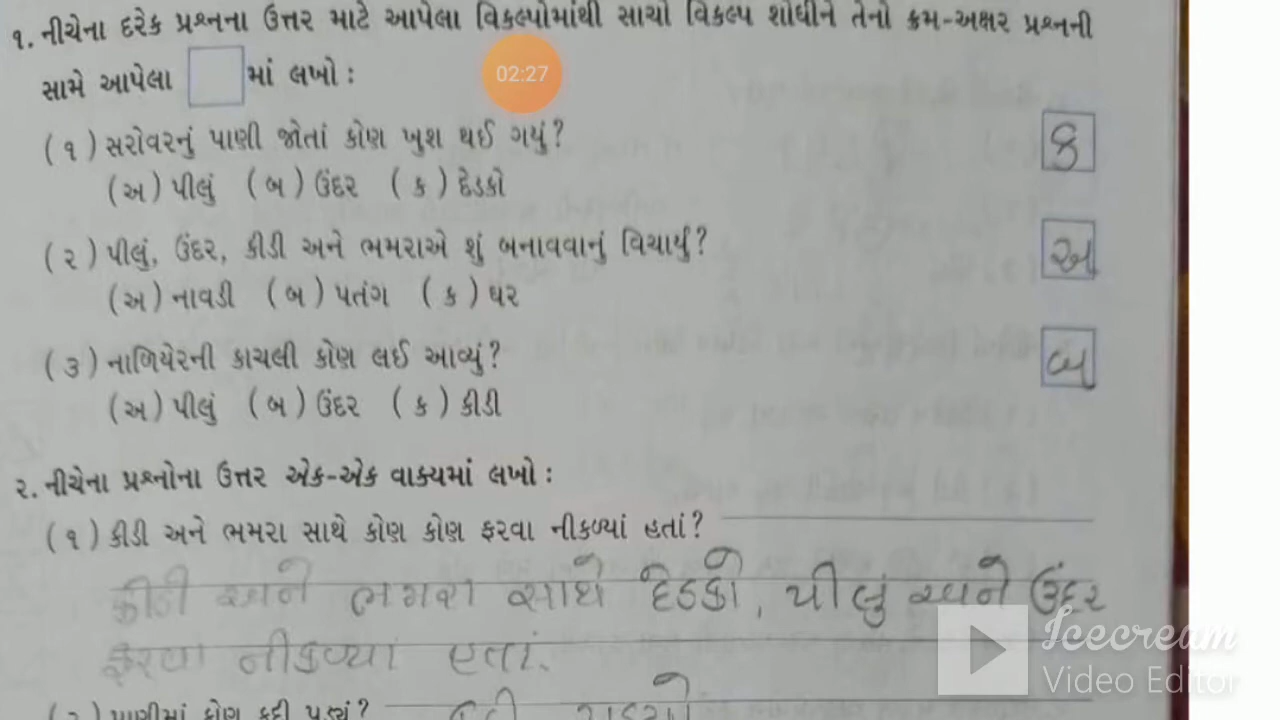 ૧. નીચેના દરેક પ્રશ્નના ઉત્તર માટે આપેલા વિકલ્પોમાંથી સાચો વિકલ્પ શોધીને તેનો ક્રમ-અક્ષર પ્રશ્નની
સામે આપેલા માં લખો :
02:27
(૧) સરોવરનું પાણી જોતાં કોણ ખુશ થઈ ગયું? ક
(અ) પીલું (બ) ઉંદર (ક) દેડકો
(૨) પીલું, ઉંદર, કીડી અને ભમરાએ શું બનાવવાનું વિચાર્યું? અ
(અ) નાવડી (બ) પતંગ (ક) ઘર
(૩) નાળિયેરની કાચલી કોણ લઈ આવ્યું? બ
(અ) પીલું (બ) ઉંદર (ક) કીડી
૨. નીચેના પ્રશ્નોના ઉત્તર એક-એક વાક્યમાં લખો :
(૧) કીડી અને ભમરા સાથે કોણ કોણ ફરવા નીકળ્યાં હતાં?
કીડી અને ભમરા સાથે દેડકો, પીલું અને ઉંદર
ફરવા નીકળ્યા હતાં.
(૨) પાણીમાં કોણ કૂદી પડ્યું?
Icecream
Video Editor